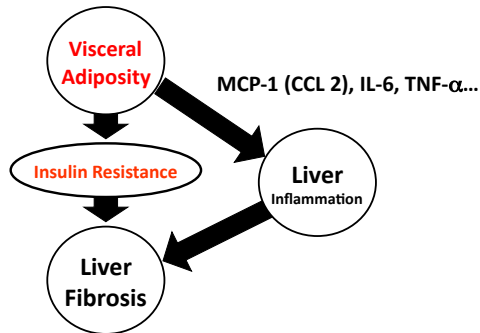 Visceral
Adiposity
MCP-1 (CCL 2), IL-6, TNF-α...
Insulin Resistance
Liver
Inflammation
Liver
Fibrosis